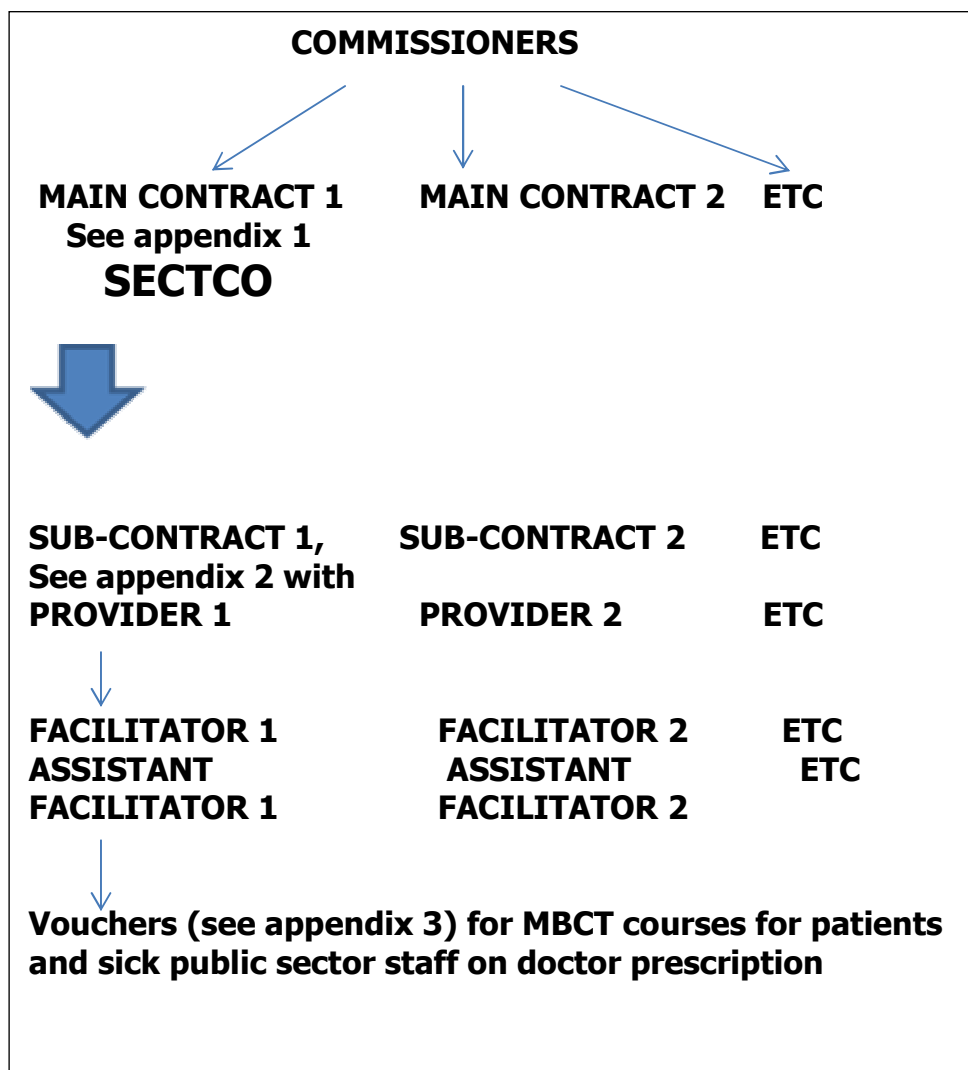 COMMISSIONERS
MAIN CONTRACT 1 MAIN CONTRACT 2 ETC
See appendix 1
SECTCO
SUB-CONTRACT 1, SUB-CONTRACT 2 ETC
See appendix 2 with
PROVIDER 1 PROVIDER 2 ETC
FACILITATOR 1 FACILITATOR 2 ETC
ASSISTANT ASSISTANT ETC
FACILITATOR 1 FACILITATOR 2
Vouchers (see appendix 3) for MBCT courses for patients
and sick public sector staff on doctor prescription